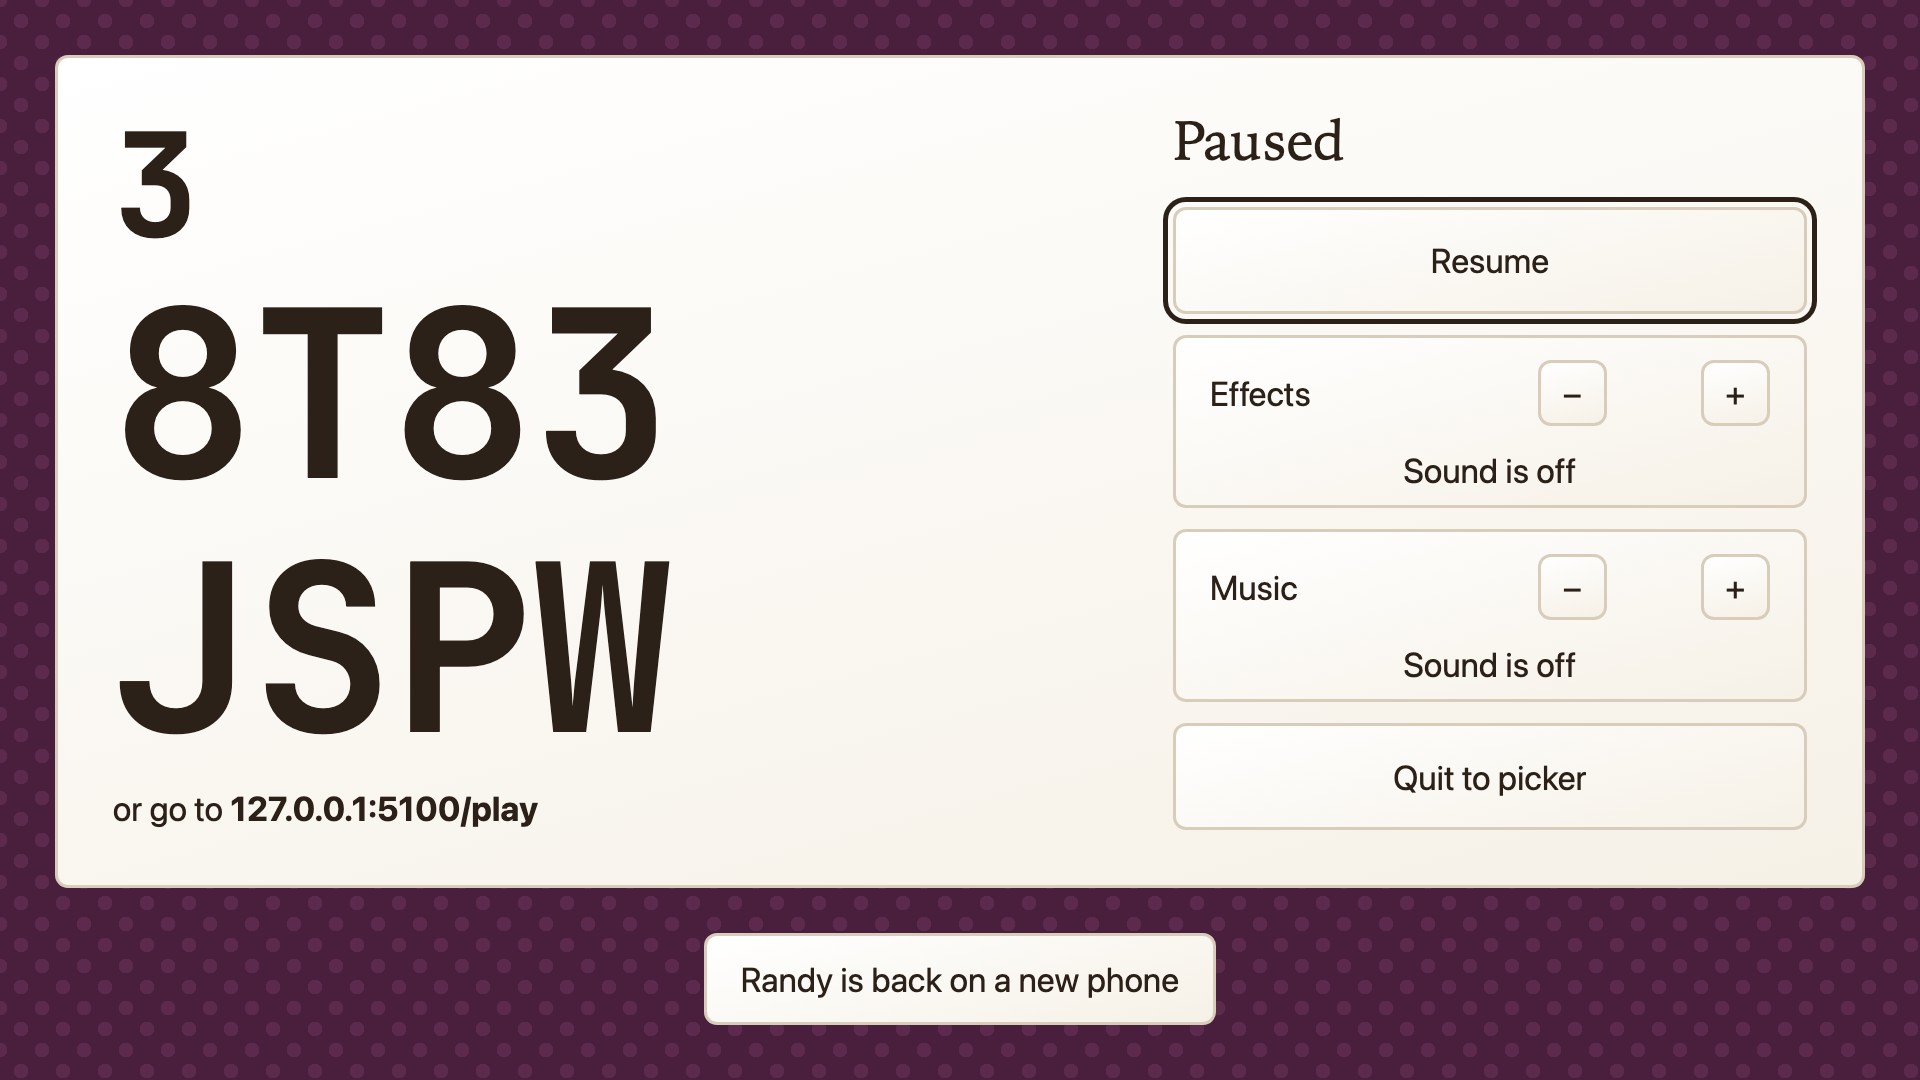 3
8T83
JSPW
or go to 127.0.0.1:5100/play
Paused
Resume
Effects
−
+
Sound is off
Music
−
+
Sound is off
Quit to picker
Randy is back on a new phone